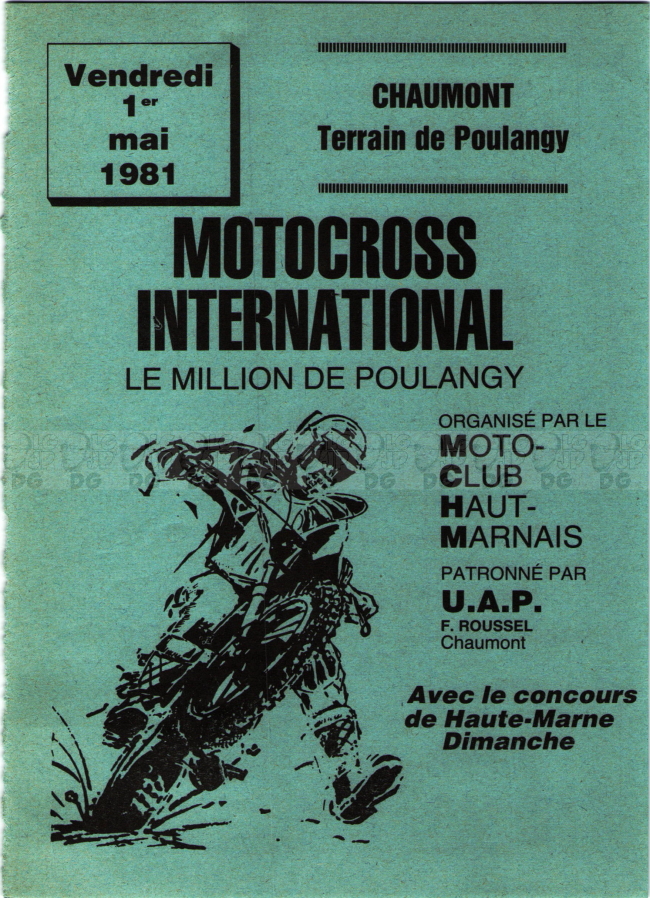 Vendredi
1er
mai
1981
CHAUMONT
Terrain de Poulangy
MOTOCROSS
INTERNATIONAL
LE MILLION DE POULANGY
ORGANISÉ PAR LE
MOTO-
CLUB
HAUT-
MARNAIS
PATRONNÉ PAR
U.A.P.
F. ROUSSEL
Chaumont
Avec le concours
de Haute-Marne
Dimanche